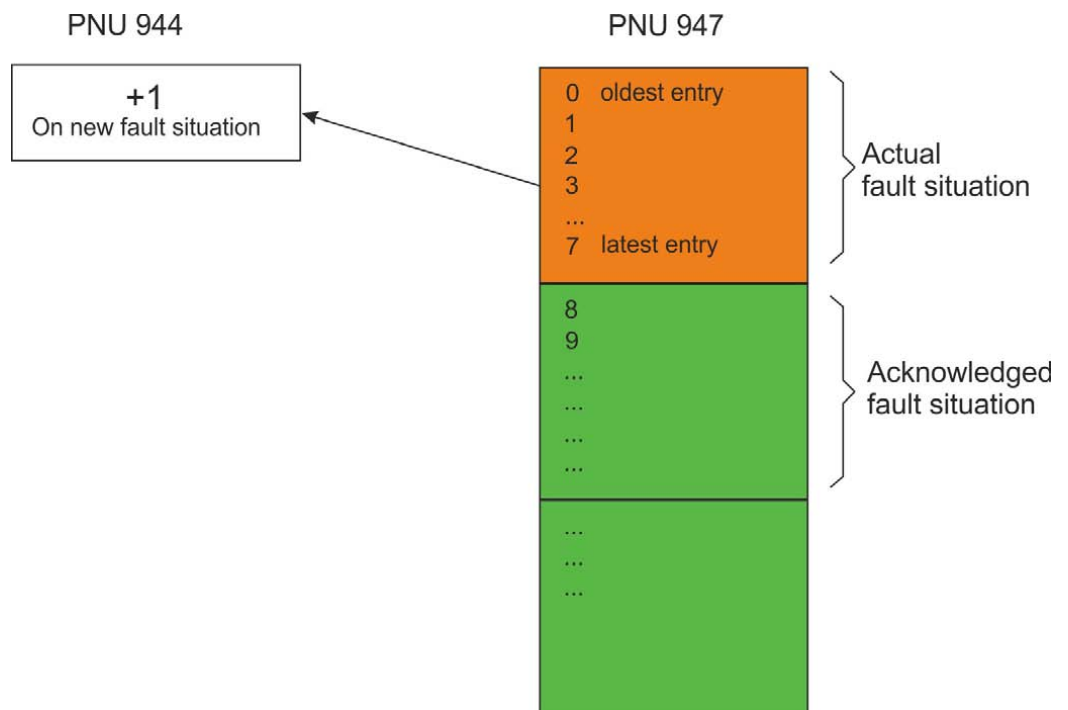 PNU 944
+1
On new fault situation
PNU 947
0 oldest entry
1
2
3
...
7 latest entry
Actual
fault situation
8
9
...
...
...
...
Acknowledged
fault situation
...
...
...